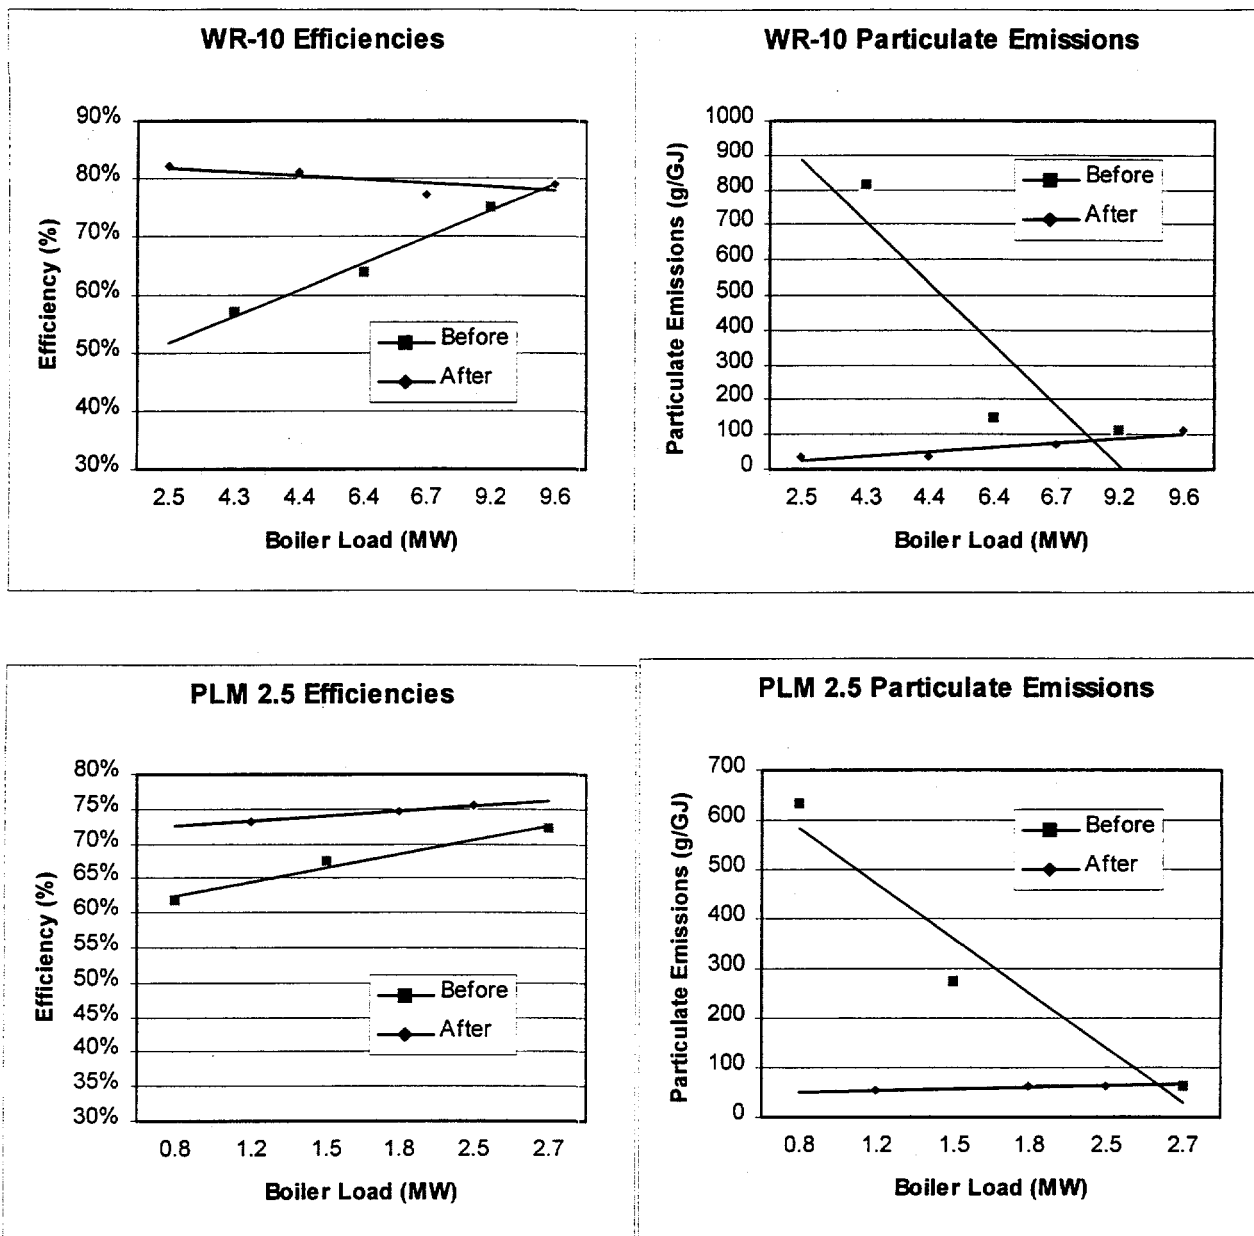 WR-10 Efficiencies
90%
80%
70%
60%
50%
40%
30%
Efficiency (%)
Before
After
2.5 4.3 4.4 6.4 6.7 9.2 9.6
Boiler Load (MW)
WR-10 Particulate Emissions
1000
900
800
700
600
500
400
300
200
100
0
Particulate Emissions (g/GJ)
Before
After
2.5 4.3 4.4 6.4 6.7 9.2 9.6
Boiler Load (MW)
PLM 2.5 Efficiencies
80%
75%
70%
65%
60%
55%
50%
45%
40%
35%
30%
Efficiency (%)
Before
After
0.8 1.2 1.5 1.8 2.5 2.7
Boiler Load (MW)
PLM 2.5 Particulate Emissions
700
600
500
400
300
200
100
0
Particulate Emissions (g/GJ)
Before
After
0.8 1.2 1.5 1.8 2.5 2.7
Boiler Load (MW)